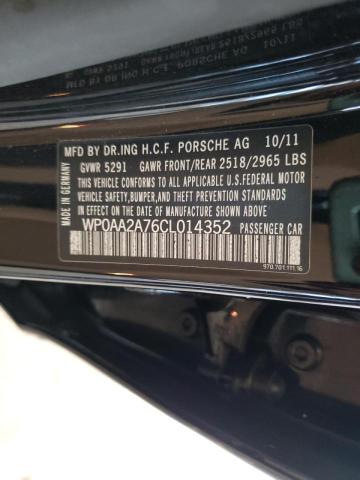 GVWR 5291
MFD BY DR.ING H.C.F. PORSCHE AG 10/11
GVWR 5291 GAWR FRONT/REAR 2518/2965 LBS
THIS VEHICLE CONFORMS TO ALL APPLICABLE U.S.FEDERAL MOTOR
VEHICLE SAFETY,BUMPER,AND THEFT PREVENTION STANDARDS
IN EFFECT ON THE DATE OF MANUFACTURE SHOWN ABOVE.
WP0AA2A76CL014352 PASSENGER CAR
MADE IN GERMANY
970.701.111.16